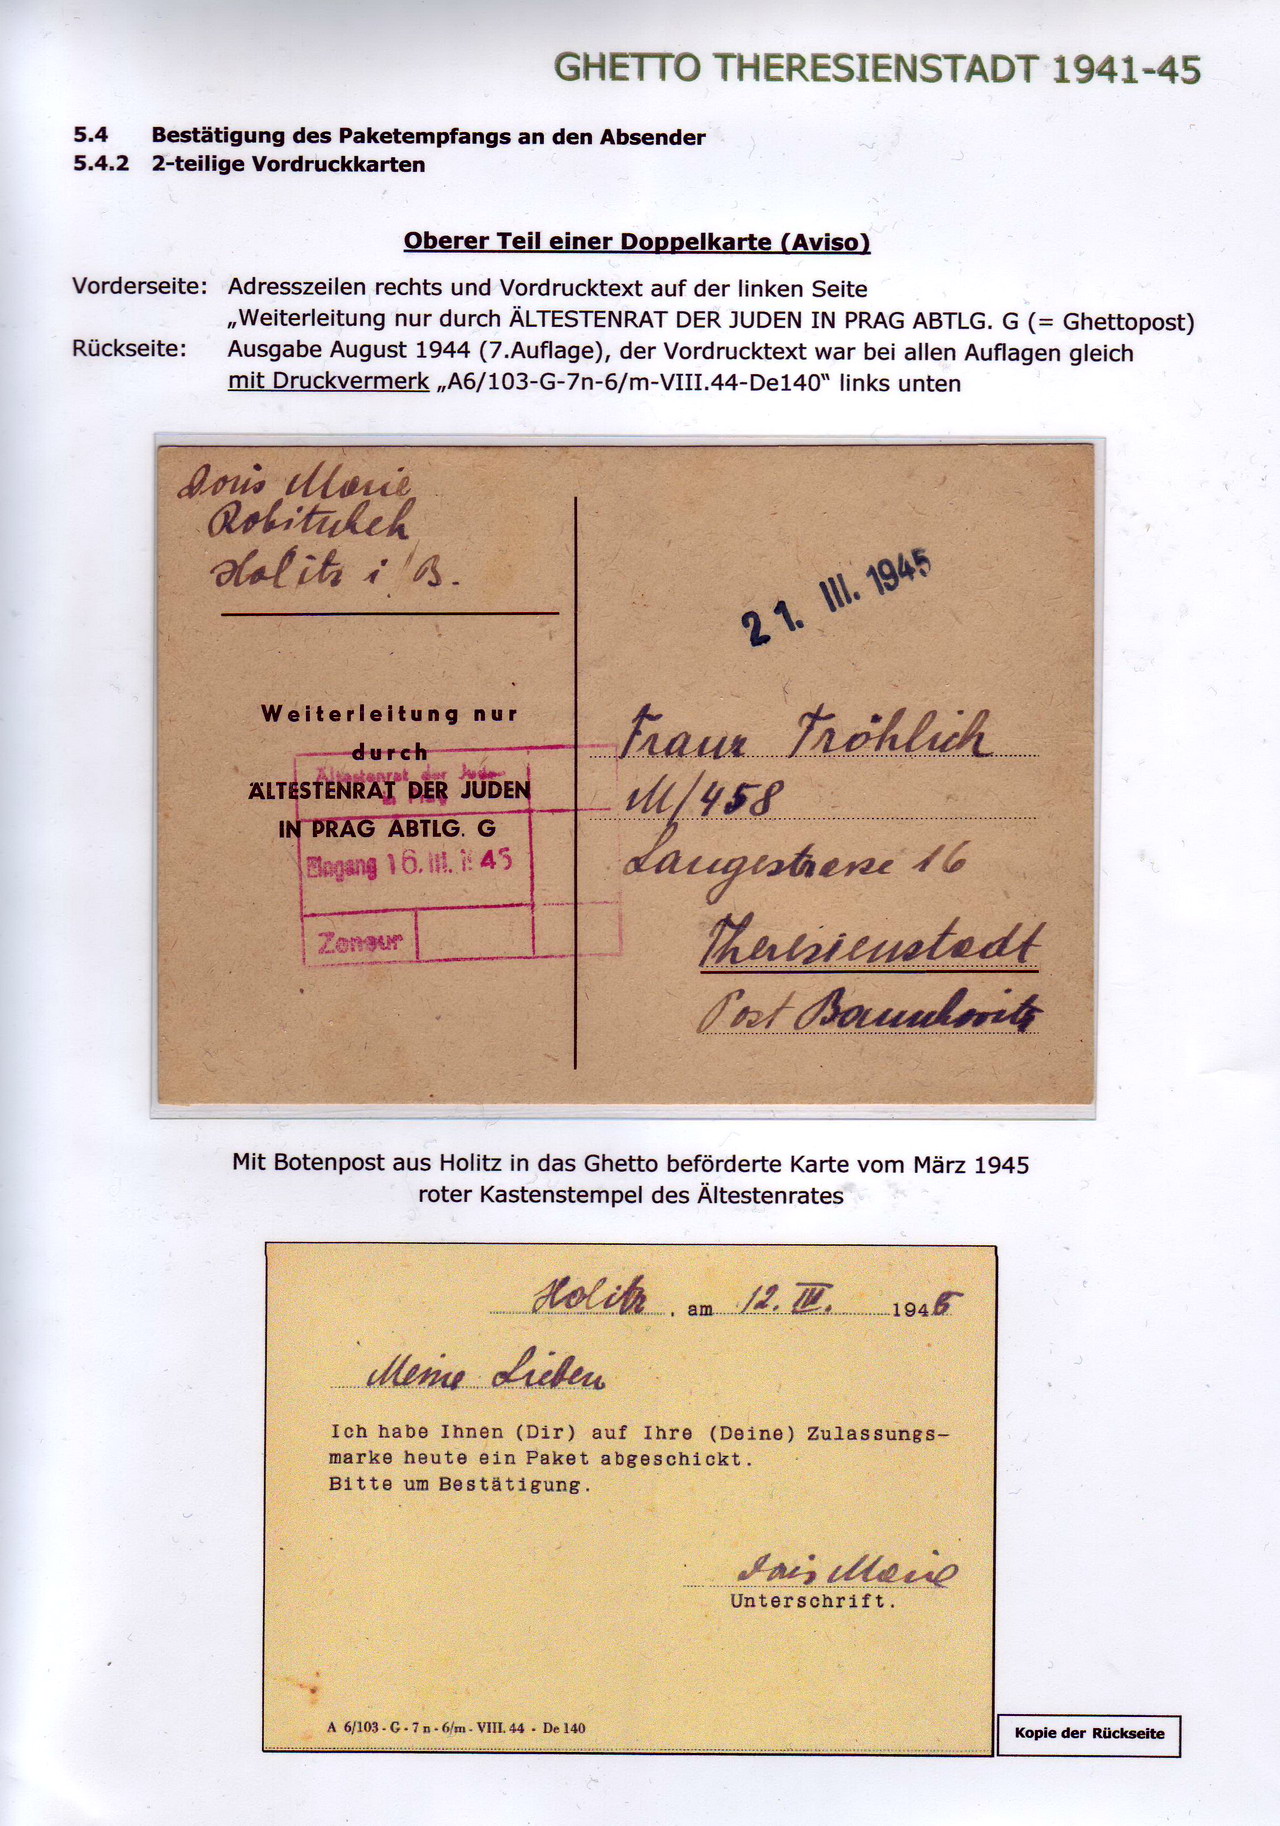 GHETTO THERESIENSTADT 1941-45
5.4 Bestätigung des Paketempfangs an den Absender
5.4.2 2-teilige Vordruckkarten
Oberer Teil einer Doppelkarte (Aviso)
Vorderseite: Adresszeilen rechts und Vordrucktext auf der linken Seite
„Weiterleitung nur durch ÄLTESTENRAT DER JUDEN IN PRAG ABTLG. G (= Ghettopost)
Rückseite: Ausgabe August 1944 (7.Auflage), der Vordrucktext war bei allen Auflagen gleich
mit Druckvermerk „A6/103-G-7n-6/m-VIII.44-De140“ links unten
Doris Marie
Holitz i B.
21. III. 1945
Weiterleitung nur
durch
ÄLTESTENRAT DER JUDEN
IN PRAG ABTLG. G
Ältestenrat der Juden
in Prag
Eingang 16. III. 1945
Fröhlich
M/458
Langestrasse 16
Theresienstadt
Post Bauschowitz
Mit Botenpost aus Holitz in das Ghetto beförderte Karte vom März 1945
roter Kastenstempel des Ältestenrates
Holitz, am 12. III. 1945
Meine Lieben
Ich habe Ihnen (Dir) auf Ihre (Deine) Zulassungs-
marke heute ein Paket abgeschickt.
Bitte um Bestätigung.
Doris Marie
Unterschrift.
A 6/103 - G - 7 n - 6/m - VIII. 44 - De 140
Kopie der Rückseite